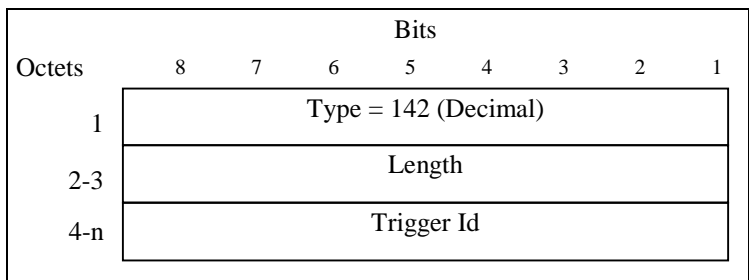 Bits
Octets 8 7 6 5 4 3 2 1
1 Type = 142 (Decimal)
2-3 Length
4-n Trigger Id